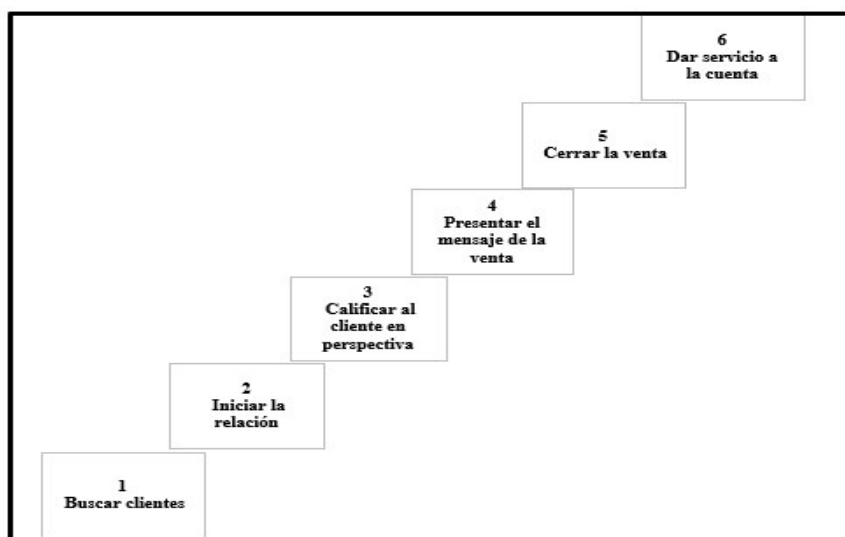 6
Dar servicio a
la cuenta
5
Cerrar la venta
4
Presentar el
mensaje de la
venta
3
Calificar al
cliente en
perspectiva
2
Iniciar la
relación
1
Buscar clientes